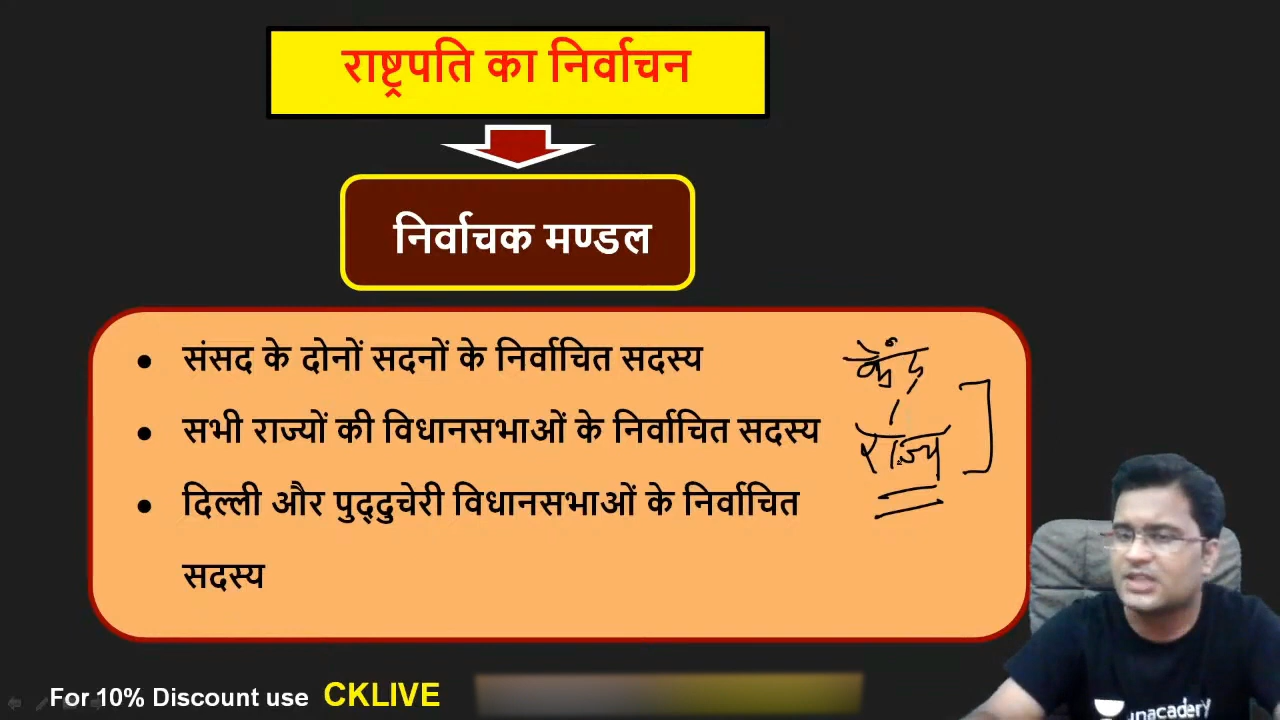 राष्ट्रपति का निर्वाचन
निर्वाचक मण्डल
• संसद के दोनों सदनों के निर्वाचित सदस्य
केंद्र
• सभी राज्यों की विधानसभाओं के निर्वाचित सदस्य
राज्य
• दिल्ली और पुद्दुचेरी विधानसभाओं के निर्वाचित
सदस्य
For 10% Discount use CKLIVE
unacademy